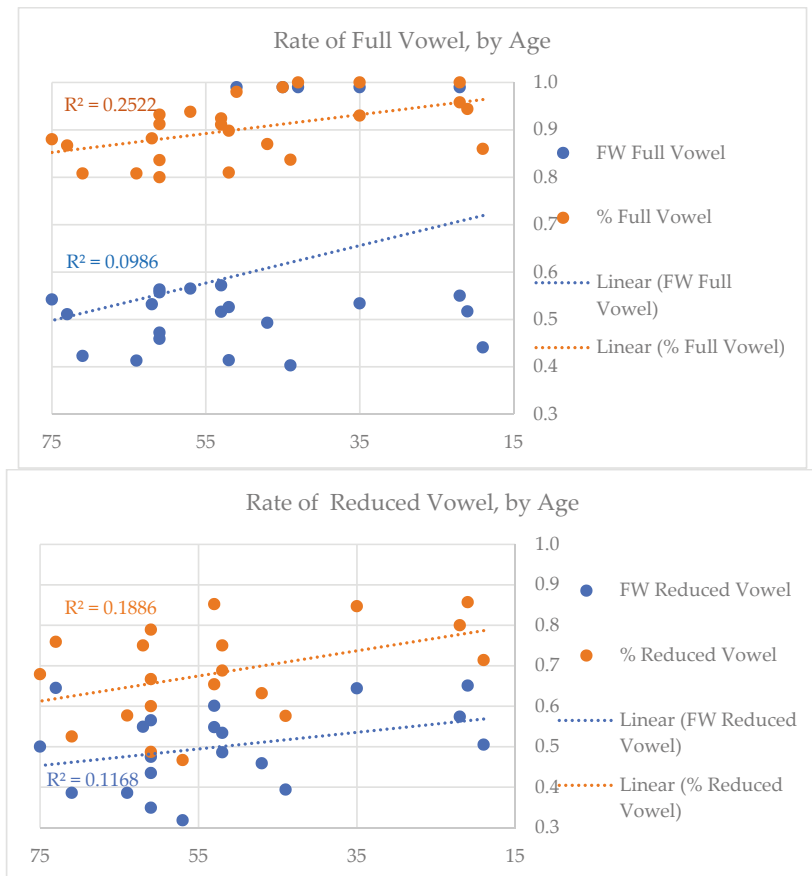 Rate of Full Vowel, by Age
1.0
R² = 0.2522
0.9
FW Full Vowel
0.8
% Full Vowel
0.7
R² = 0.0986
0.6
Linear (FW Full
Vowel)
0.5
Linear (% Full Vowel)
0.4
0.3
75 55 35 15
Rate of  Reduced Vowel, by Age
1.0
0.9
FW Reduced Vowel
R² = 0.1886
0.8
% Reduced Vowel
0.7
0.6
Linear (FW Reduced
Vowel)
0.5
R² = 0.1168
0.4
Linear (% Reduced
Vowel)
0.3
75 55 35 15